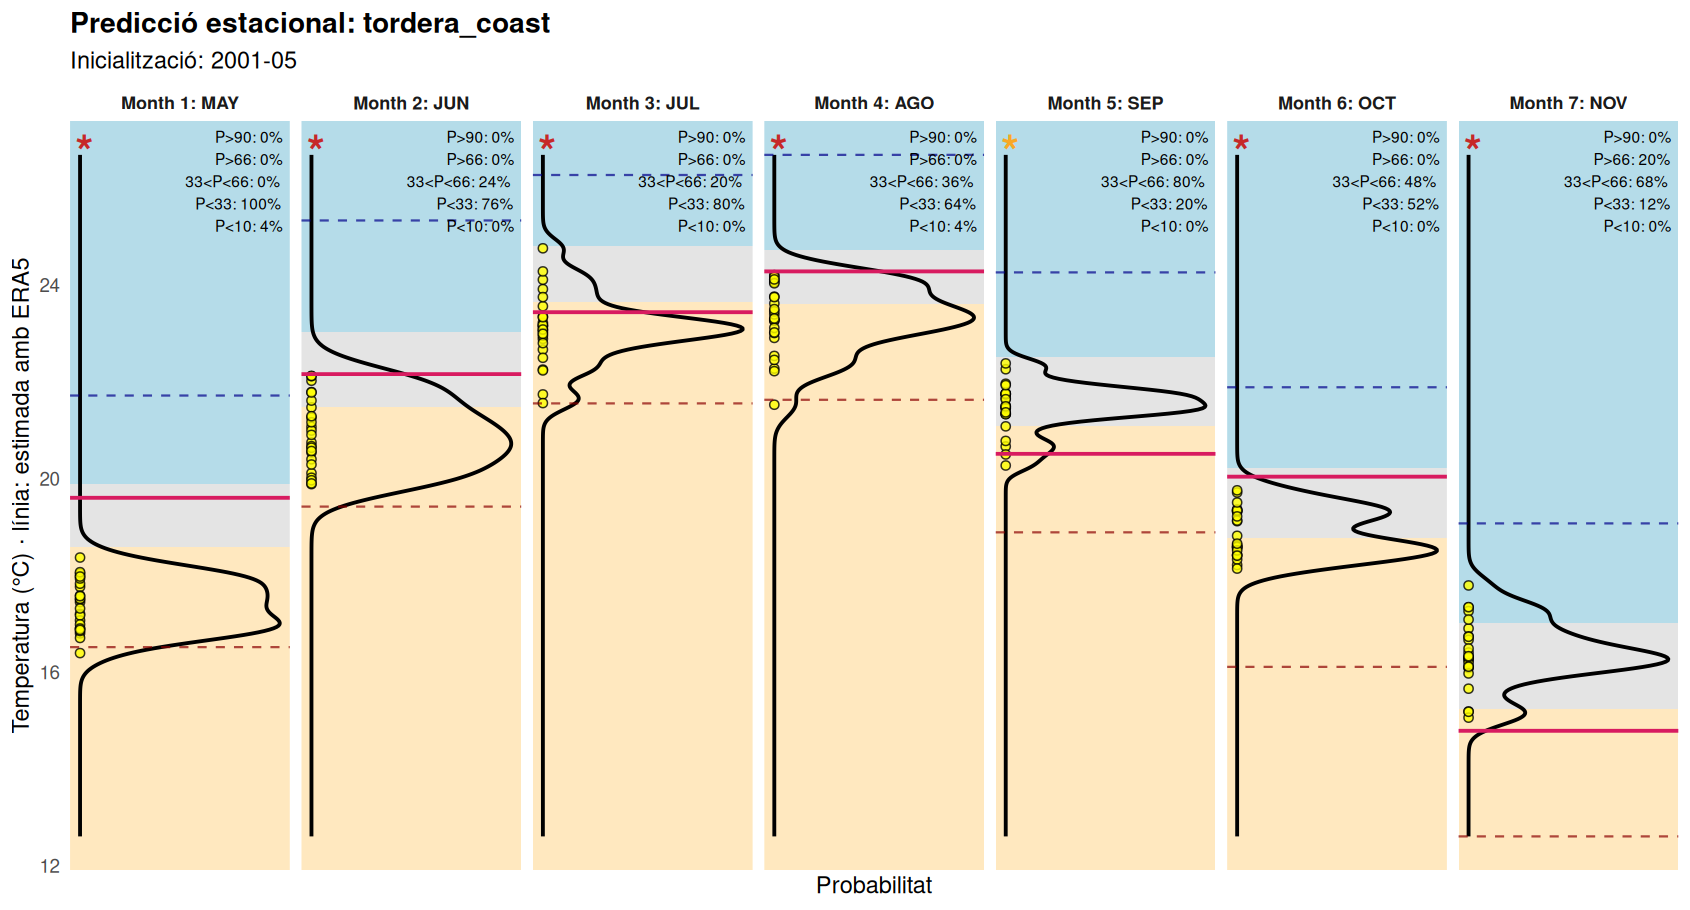 Predicció estacional: tordera_coast
Inicialització: 2001-05
Month 1: MAY
Month 2: JUN
Month 3: JUL
Month 4: AGO
Month 5: SEP
Month 6: OCT
Month 7: NOV
P>90: 0%
P>66: 0%
33<P<66: 0%
P<33: 100%
P<10: 4%
P>90: 0%
P>66: 0%
33<P<66: 24%
P<33: 76%
P<10: 0%
P>90: 0%
P>66: 0%
33<P<66: 20%
P<33: 80%
P<10: 0%
P>90: 0%
P>66: 0%
33<P<66: 36%
P<33: 64%
P<10: 4%
P>90: 0%
P>66: 0%
33<P<66: 80%
P<33: 20%
P<10: 0%
P>90: 0%
P>66: 0%
33<P<66: 48%
P<33: 52%
P<10: 0%
P>90: 0%
P>66: 20%
33<P<66: 68%
P<33: 12%
P<10: 0%
Temperatura (°C) · línia: estimada amb ERA5
24
20
16
12
Probabilitat